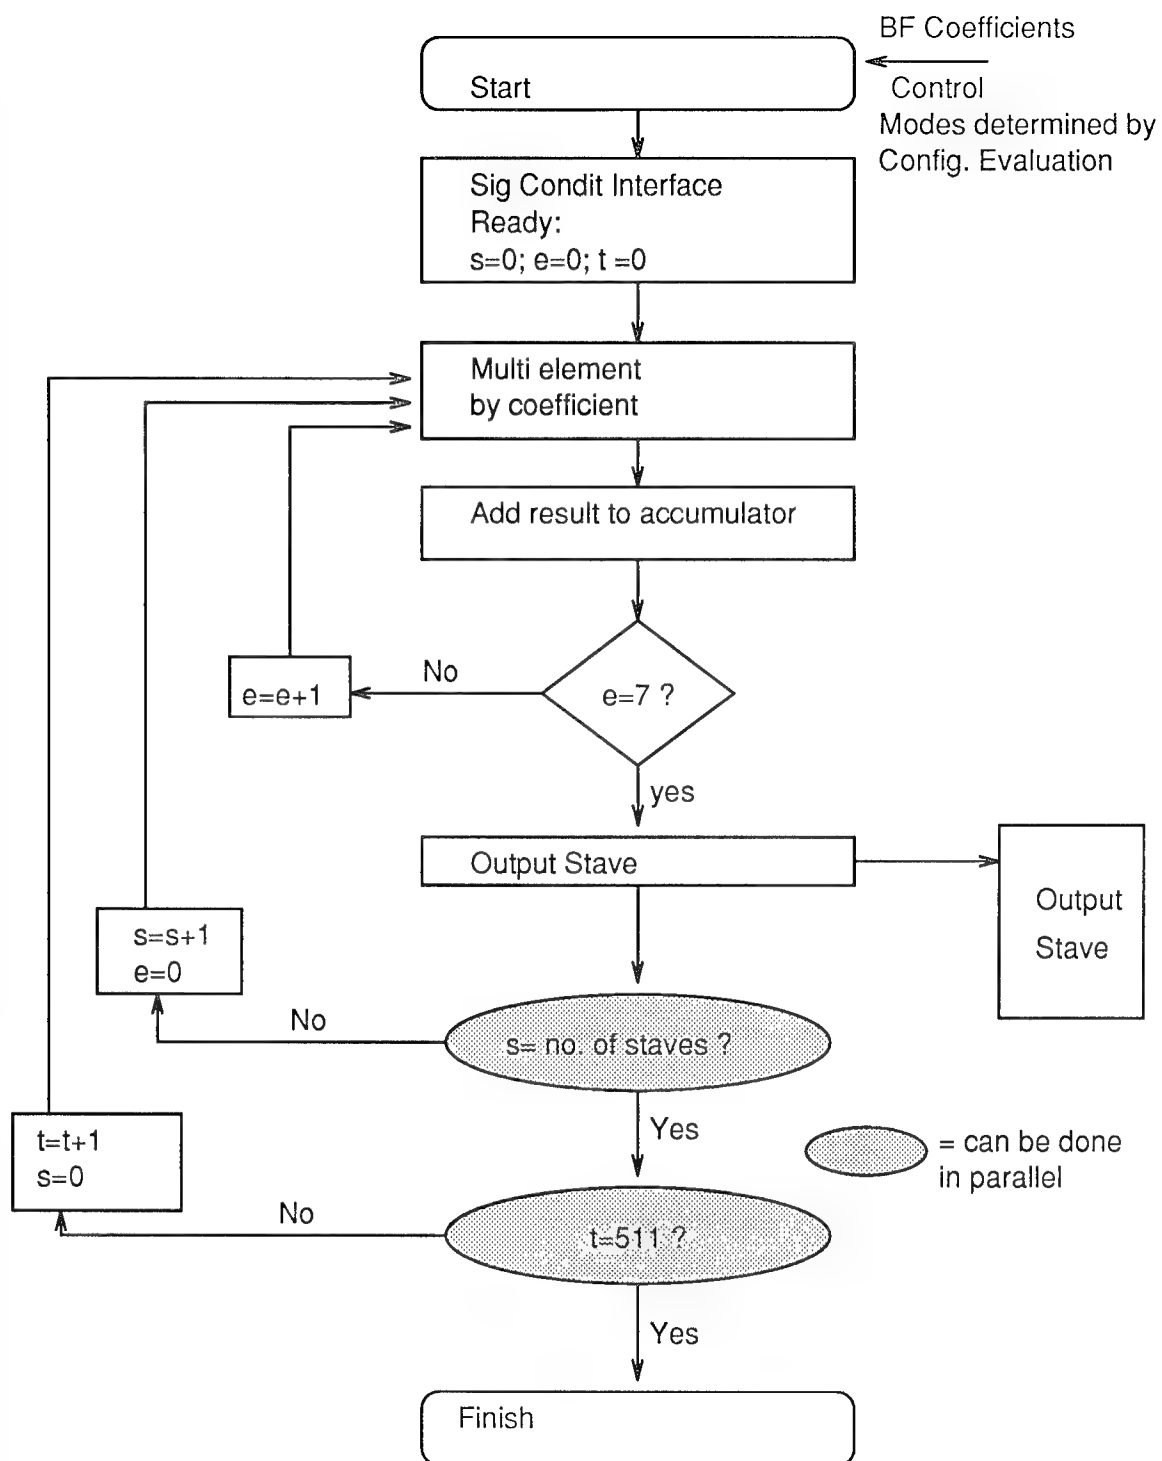 BF Coefficients
Start
Control
Modes determined by
Config. Evaluation
Sig Condit Interface
Ready:
s=0; e=0; t =0
Multi element
by coefficient
Add result to accumulator
e=7 ?
No
e=e+1
yes
Output Stave
Output
Stave
s= no. of staves ?
No
s=s+1
e=0
Yes
= can be done
in parallel
t=511 ?
No
t=t+1
s=0
Yes
Finish